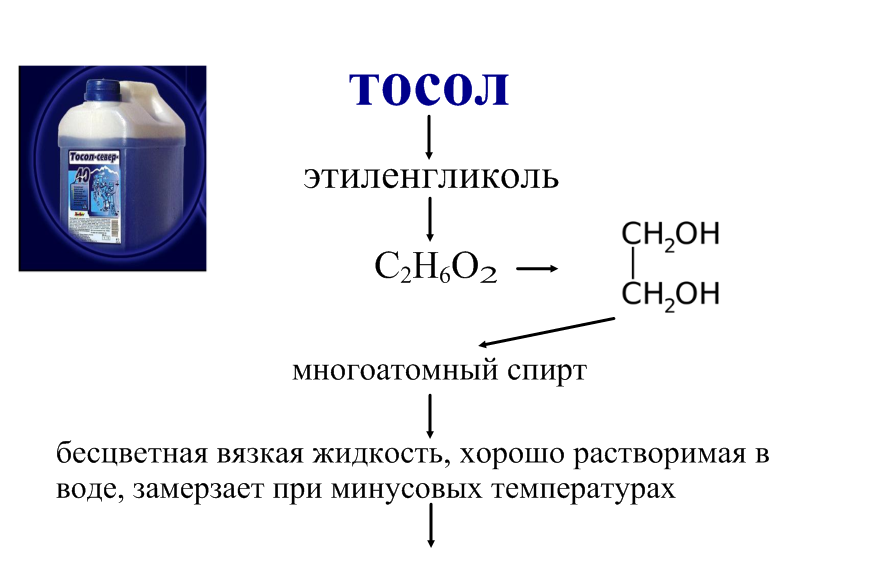 тосол
Тосол«север»
40
этиленгликоль
C₂H₆O₂
CH₂OH
CH₂OH
многоатомный спирт
бесцветная вязкая жидкость, хорошо растворимая в
воде, замерзает при минусовых температурах